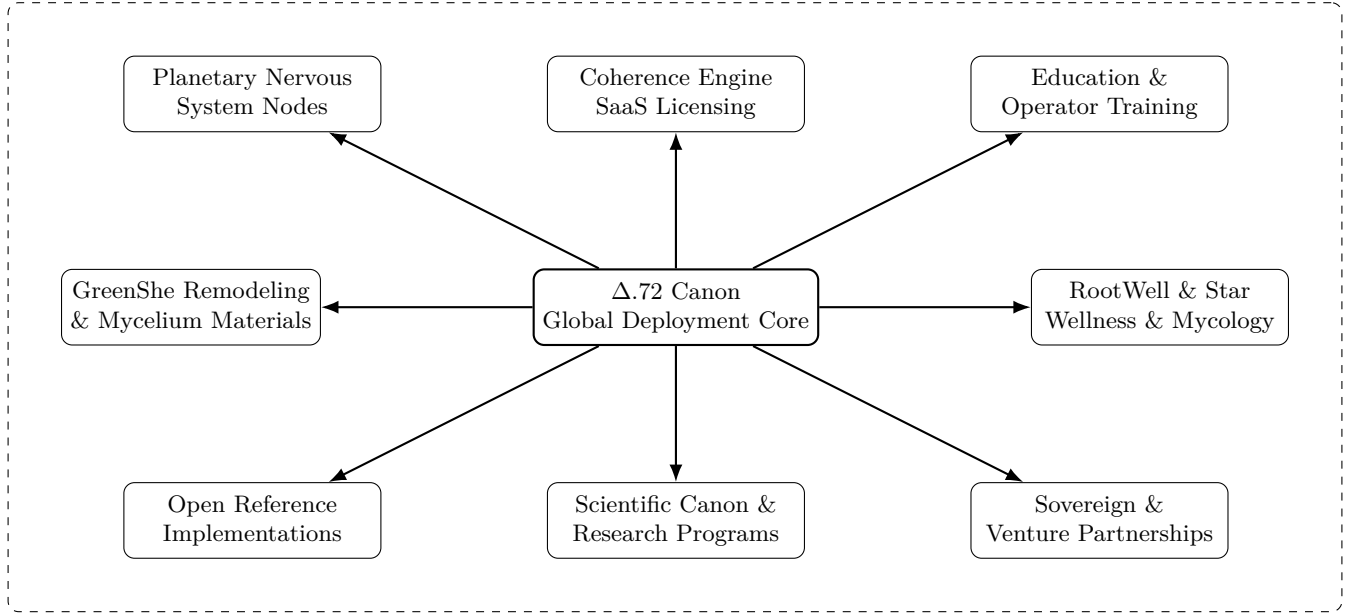 Planetary Nervous
System Nodes
Coherence Engine
SaaS Licensing
Education &
Operator Training
GreenShe Remodeling
& Mycelium Materials
Δ.72 Canon
Global Deployment Core
RootWell & Star
Wellness & Mycology
Open Reference
Implementations
Scientific Canon &
Research Programs
Sovereign &
Venture Partnerships